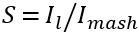 S = I_l / I_mash